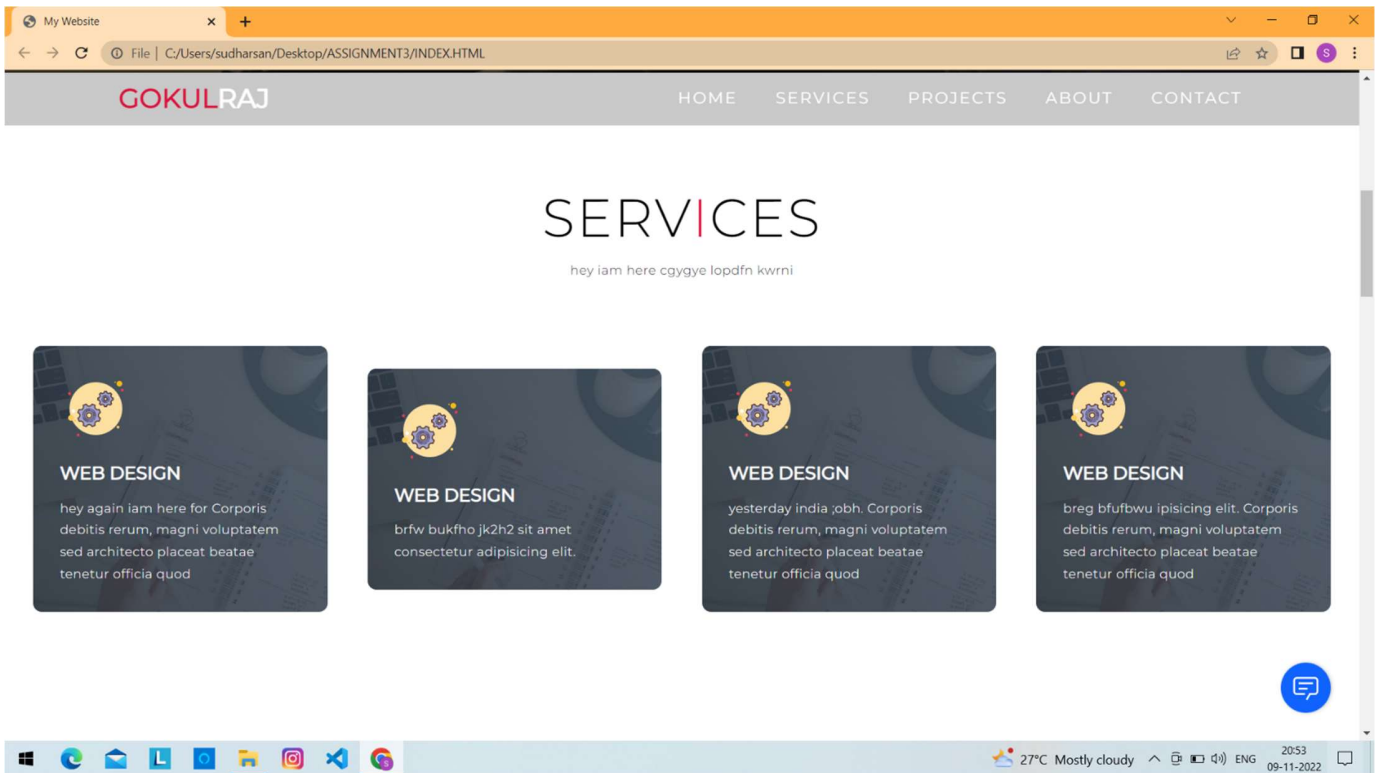 My Website
File | C:/Users/sudharsan/Desktop/ASSIGNMENT3/INDEX.HTML
S
GOKULRAJ
HOME SERVICES PROJECTS ABOUT CONTACT
SERVICES
hey iam here cgygye lopdfn kwrni
WEB DESIGN
hey again iam here for Corporis
debitis rerum, magni voluptatem
sed architecto placeat beatae
tenetur officia quod
WEB DESIGN
brfw bukfho jk2h2 sit amet
consectetur adipisicing elit.
WEB DESIGN
yesterday india ;obh. Corporis
debitis rerum, magni voluptatem
sed architecto placeat beatae
tenetur officia quod
WEB DESIGN
breg bfufbwu ipisicing elit. Corporis
debitis rerum, magni voluptatem
sed architecto placeat beatae
tenetur officia quod
L
27°C Mostly cloudy
ENG
20:53
09-11-2022